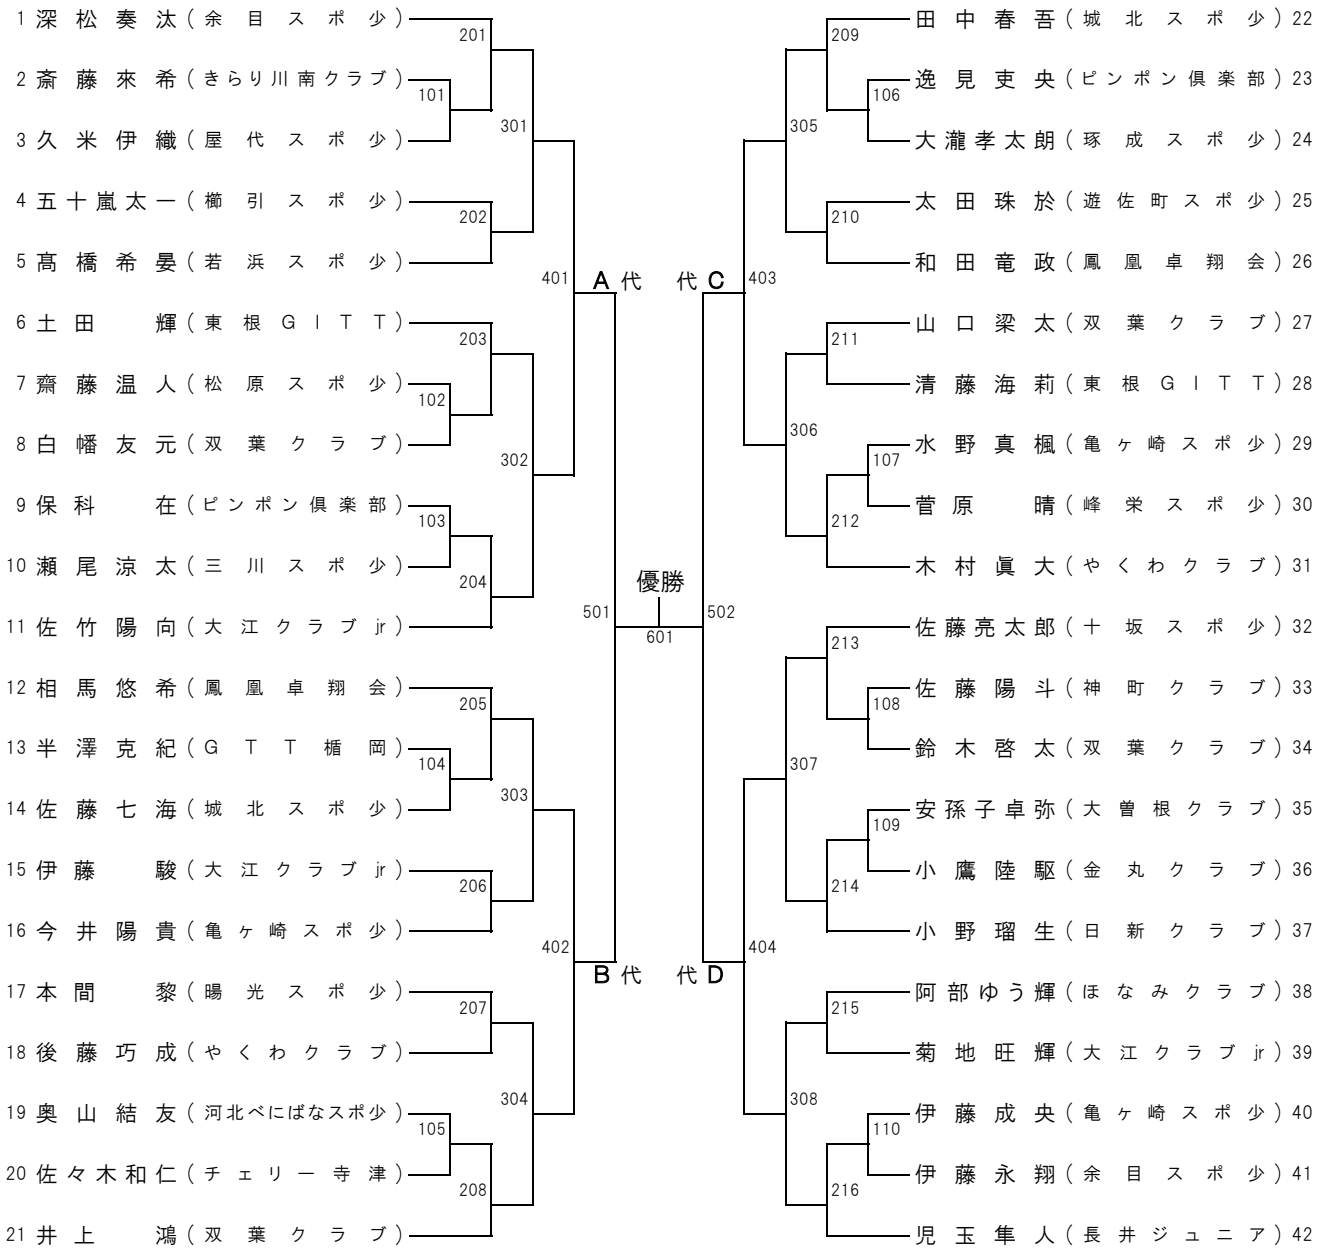 1 深松奏汰(余目スポ少)
201
2 斎藤來希(きらり川南クラブ)
101
301
3 久米伊織(屋代スポ少)
4 五十嵐太一(櫛引スポ少)
202
5 髙橋希晏(若浜スポ少)
401
A代
6 土田輝(東根GITT)
203
7 齋藤温人(松原スポ少)
102
8 白幡友元(双葉クラブ)
302
9 保科在(ピンポン倶楽部)
103
10 瀬尾涼太(三川スポ少)
204
501
11 佐竹陽向(大江クラブjr)
12 相馬悠希(鳳凰卓翔会)
205
13 半澤克紀(GTT楯岡)
104
303
14 佐藤七海(城北スポ少)
15 伊藤駿(大江クラブjr)
206
16 今井陽貴(亀ヶ崎スポ少)
402
B代
17 本間黎(暘光スポ少)
207
18 後藤巧成(やくわクラブ)
304
19 奥山結友(河北べにばなスポ少)
105
20 佐々木和仁(チェリー寺津)
208
21 井上鴻(双葉クラブ)
優勝
601
田中春吾(城北スポ少)22
209
逸見吏央(ピンポン倶楽部)23
106
305
大瀧孝太朗(琢成スポ少)24
太田珠於(遊佐町スポ少)25
210
和田竜政(鳳凰卓翔会)26
代C
403
山口梁太(双葉クラブ)27
211
清藤海莉(東根GITT)28
306
水野真楓(亀ヶ崎スポ少)29
107
菅原晴(峰栄スポ少)30
212
木村眞大(やくわクラブ)31
502
佐藤亮太郎(十坂スポ少)32
213
佐藤陽斗(神町クラブ)33
108
鈴木啓太(双葉クラブ)34
307
安孫子卓弥(大曽根クラブ)35
109
小鷹陸駆(金丸クラブ)36
214
小野瑠生(日新クラブ)37
404
代D
阿部ゆう輝(ほなみクラブ)38
215
菊地旺輝(大江クラブjr)39
308
伊藤成央(亀ヶ崎スポ少)40
110
伊藤永翔(余目スポ少)41
216
児玉隼人(長井ジュニア)42